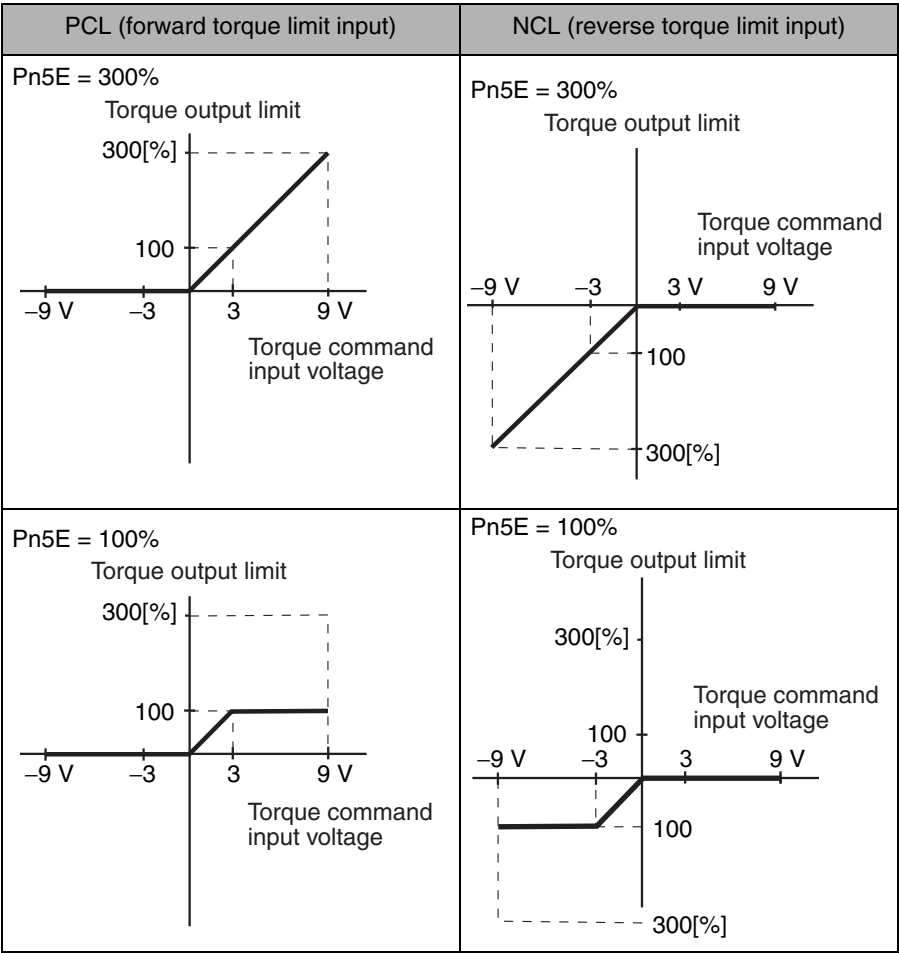 PCL (forward torque limit input)
NCL (reverse torque limit input)
Pn5E = 300%
Torque output limit
300[%]
100
−9 V
−3
3
9 V
Torque command
input voltage
Pn5E = 300%
Torque output limit
Torque command
input voltage
−9 V
−3
3 V
9 V
100
300[%]
Pn5E = 100%
Torque output limit
300[%]
100
−9 V
−3
3
9 V
Torque command
input voltage
Pn5E = 100%
Torque output limit
300[%]
Torque command
input voltage
100
−9 V
−3
3
9 V
100
300[%]